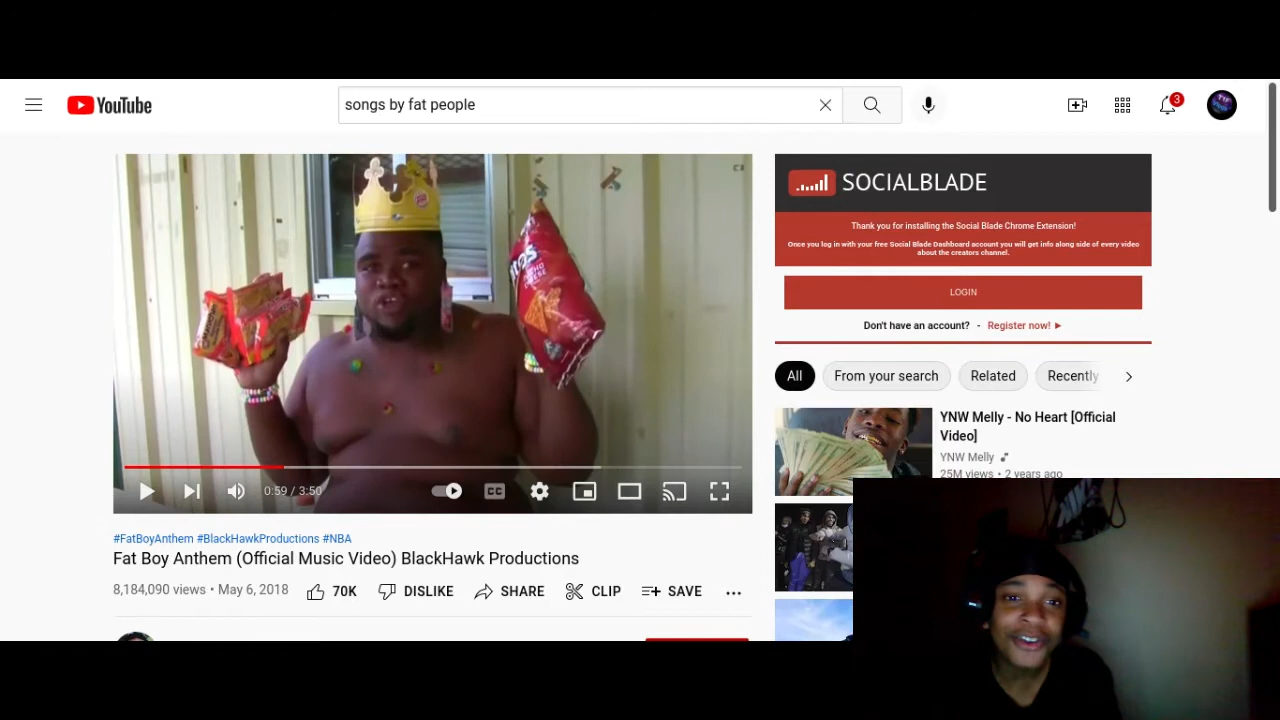 YouTube
songs by fat people
3
SOCIALBLADE
Thank you for installing the Social Blade Chrome Extension!
Once you log in with your free Social Blade Dashboard account you will get info along side of every video
about the creators channel.
LOGIN
Don't have an account? - Register now! ►
All
From your search
Related
Recently
YNW Melly - No Heart [Official
Video]
YNW Melly
25M views • 2 years ago
0:59 / 3:50
CC
#FatBoyAnthem #BlackHawkProductions #NBA
Fat Boy Anthem (Official Music Video) BlackHawk Productions
8,184,090 views • May 6, 2018
70K
DISLIKE
SHARE
CLIP
SAVE